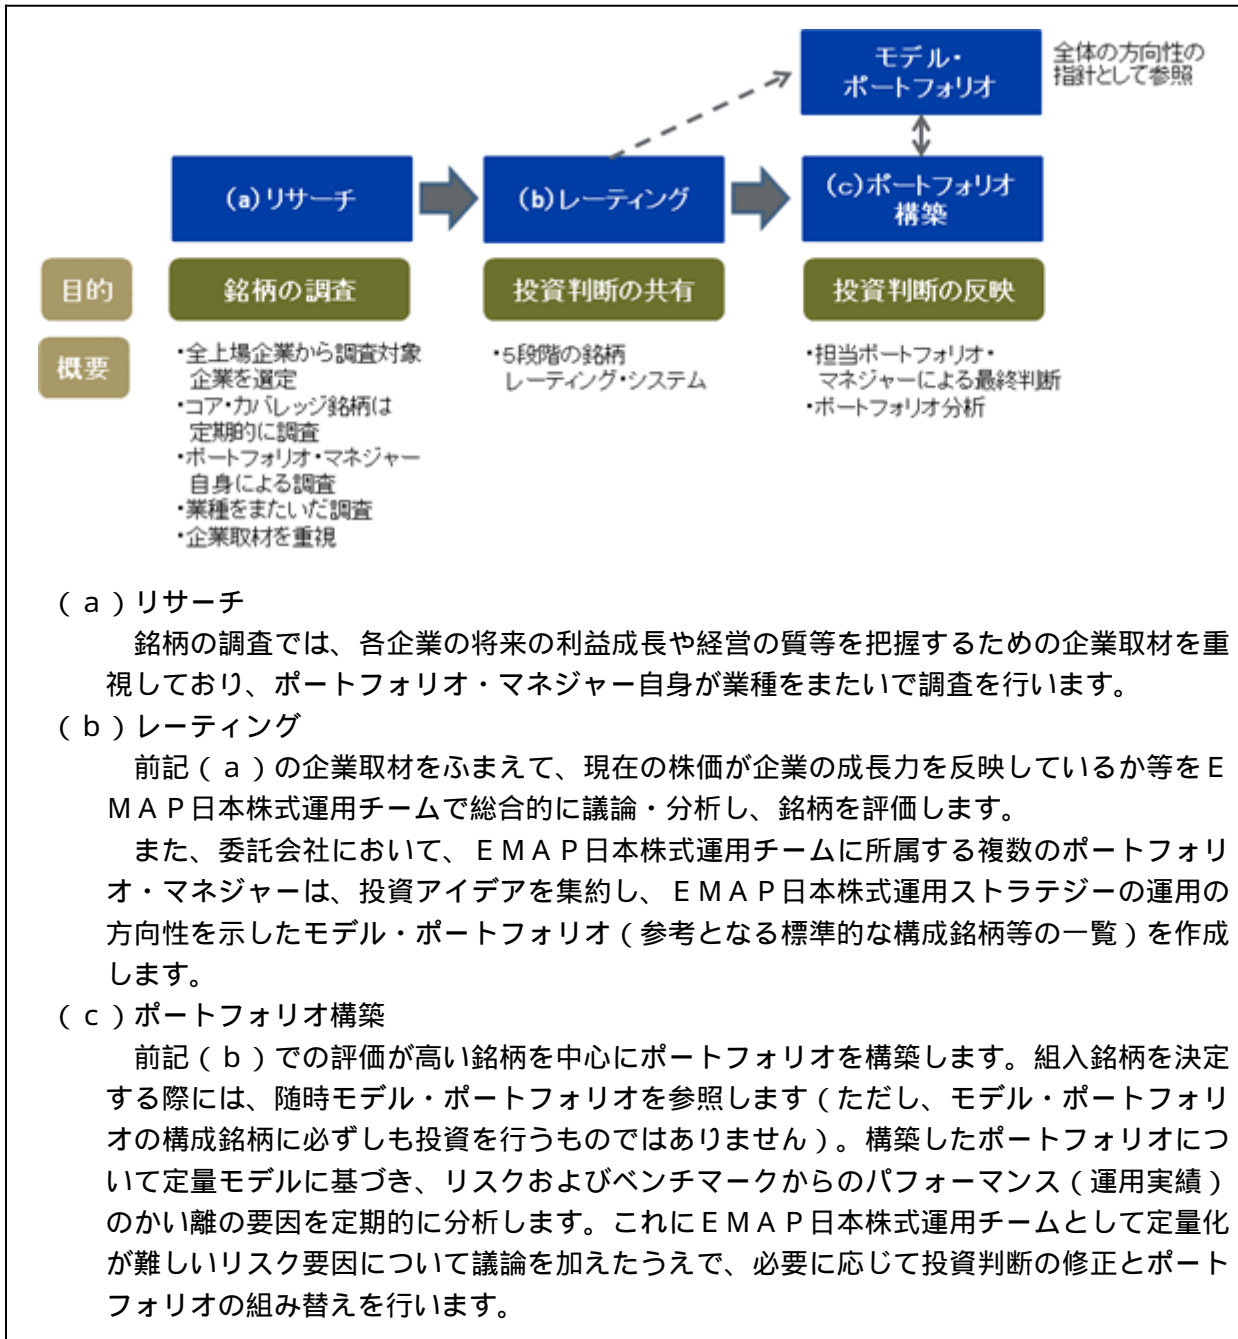 モデル・
ポートフォリオ
全体の方向性の
指針として参照
(a)リサーチ
(b)レーティング
(c)ポートフォリオ
構築
目的
銘柄の調査
投資判断の共有
投資判断の反映
概要
・全上場企業から調査対象
企業を選定
・コア・カバレッジ銘柄は
定期的に調査
・ポートフォリオ・マネジャー
自身による調査
・業種をまたいだ調査
・企業取材を重視
・5段階の銘柄
レーティング・システム
・担当ポートフォリオ・
マネジャーによる最終判断
・ポートフォリオ分析
(a)リサーチ
銘柄の調査では、各企業の将来の利益成長や経営の質等を把握するための企業取材を重
視しており、ポートフォリオ・マネジャー自身が業種をまたいで調査を行います。
(b)レーティング
前記(a)の企業取材をふまえて、現在の株価が企業の成長力を反映しているか等をE
MAP日本株式運用チームで総合的に議論・分析し、銘柄を評価します。
また、委託会社において、EMAP日本株式運用チームに所属する複数のポートフォリ
オ・マネジャーは、投資アイデアを集約し、EMAP日本株式運用ストラテジーの運用の
方向性を示したモデル・ポートフォリオ(参考となる標準的な構成銘柄等の一覧)を作成
します。
(c)ポートフォリオ構築
前記(b)での評価が高い銘柄を中心にポートフォリオを構築します。組入銘柄を決定
する際には、随時モデル・ポートフォリオを参照します(ただし、モデル・ポートフォリ
オの構成銘柄に必ずしも投資を行うものではありません)。構築したポートフォリオにつ
いて定量モデルに基づき、リスクおよびベンチマークからのパフォーマンス(運用実績)
のかい離の要因を定期的に分析します。これにEMAP日本株式運用チームとして定量化
が難しいリスク要因について議論を加えたうえで、必要に応じて投資判断の修正とポート
フォリオの組み替えを行います。